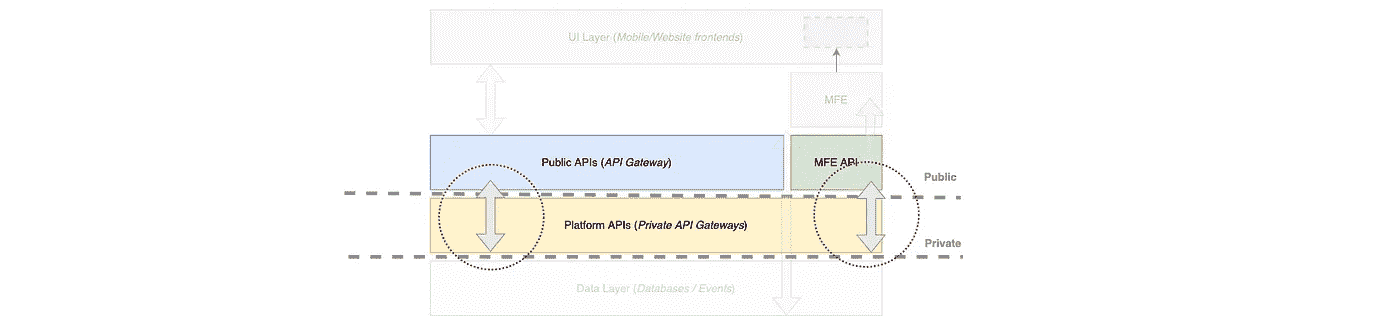 UI Layer (Mobile/Website frontends)
MFE
Public APIs (API Gateway)
MFE API
Public
Platform APIs (Private API Gateways)
Private
Data Layer (Databases / Events)